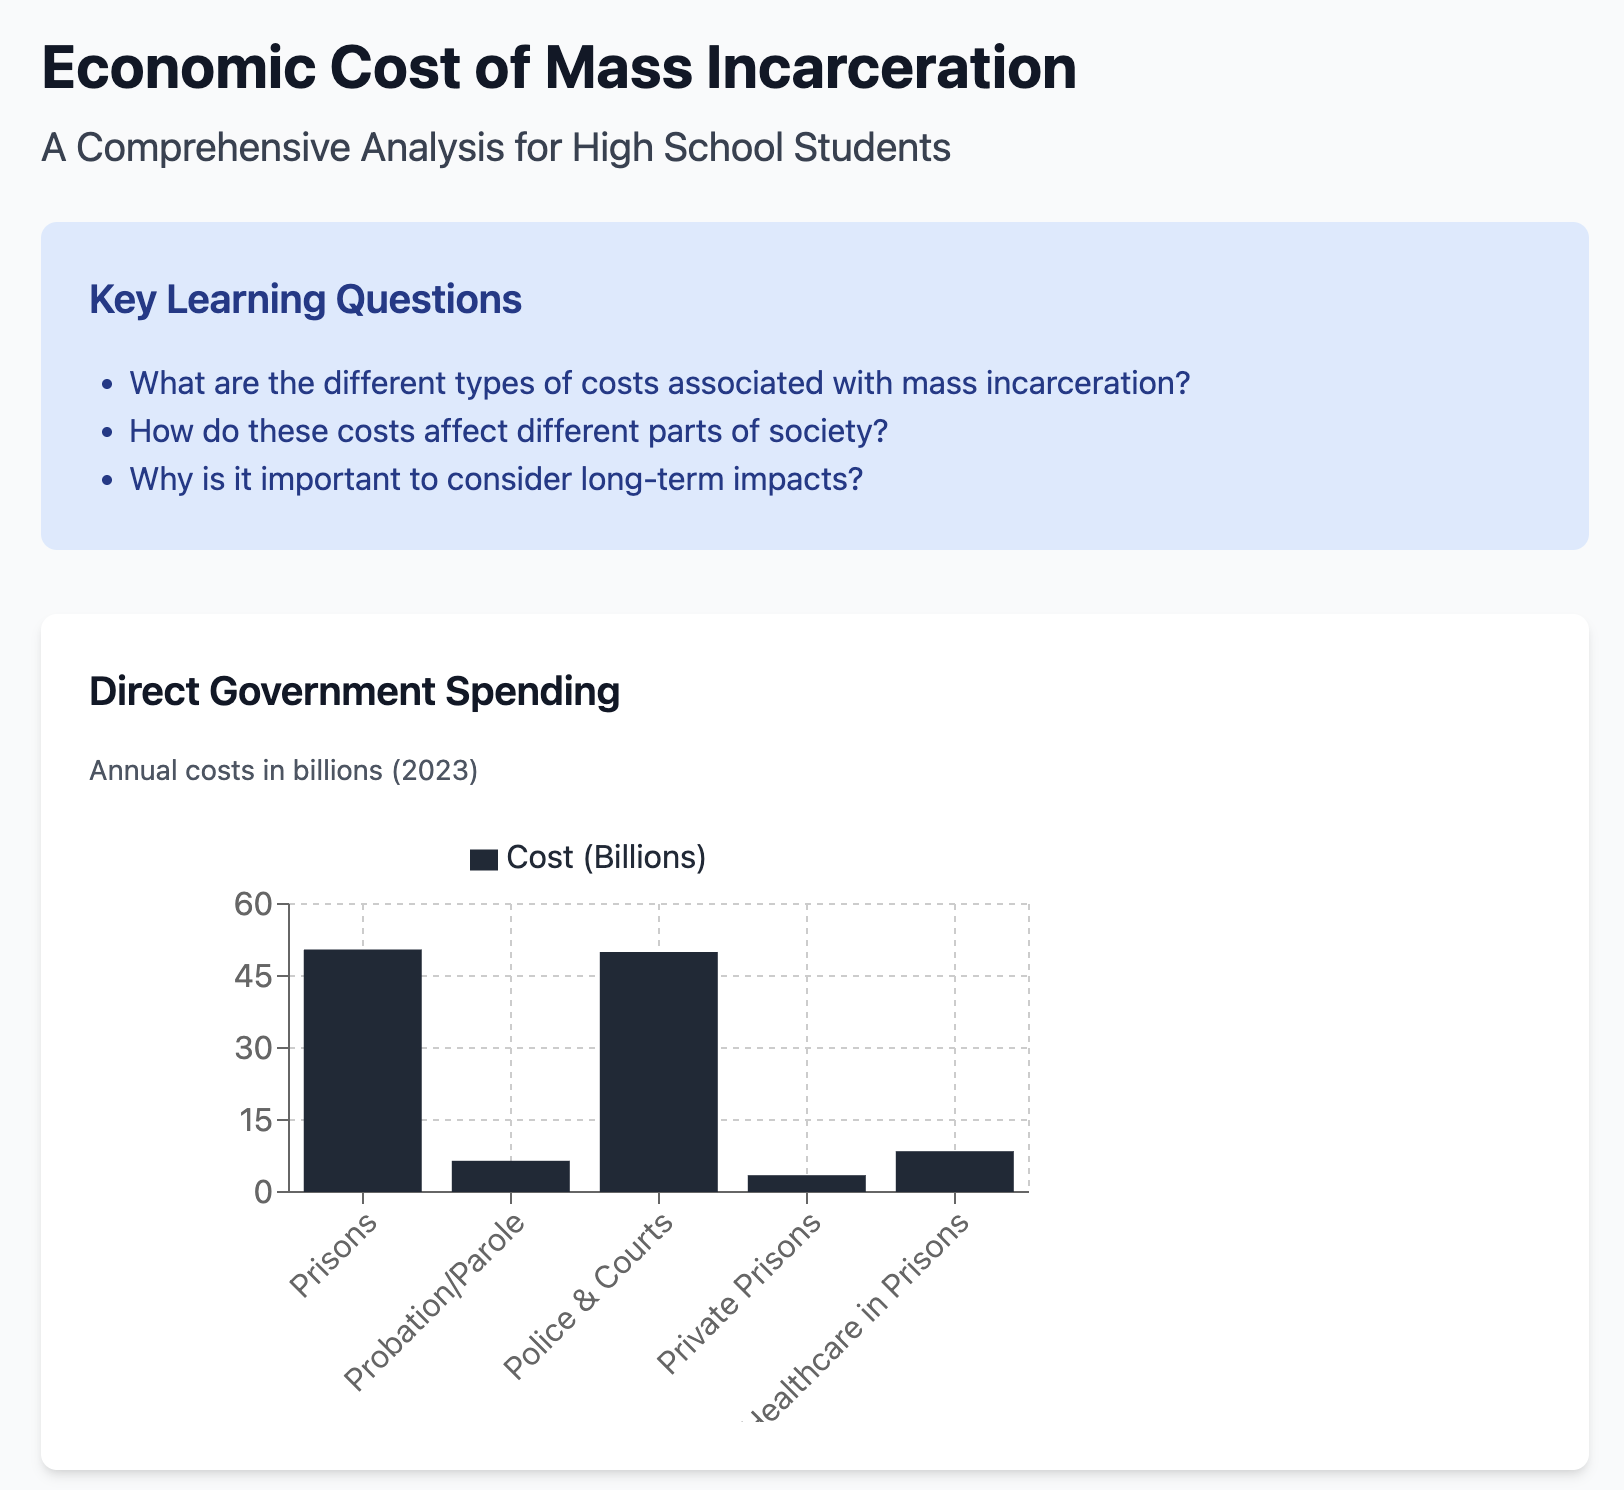 Economic Cost of Mass Incarceration
A Comprehensive Analysis for High School Students
Key Learning Questions
• What are the different types of costs associated with mass incarceration?
• How do these costs affect different parts of society?
• Why is it important to consider long-term impacts?
Direct Government Spending
Annual costs in billions (2023)
Cost (Billions)
60
45
30
15
0
Prisons
Probation/Parole
Police & Courts
Private Prisons
in Prisons